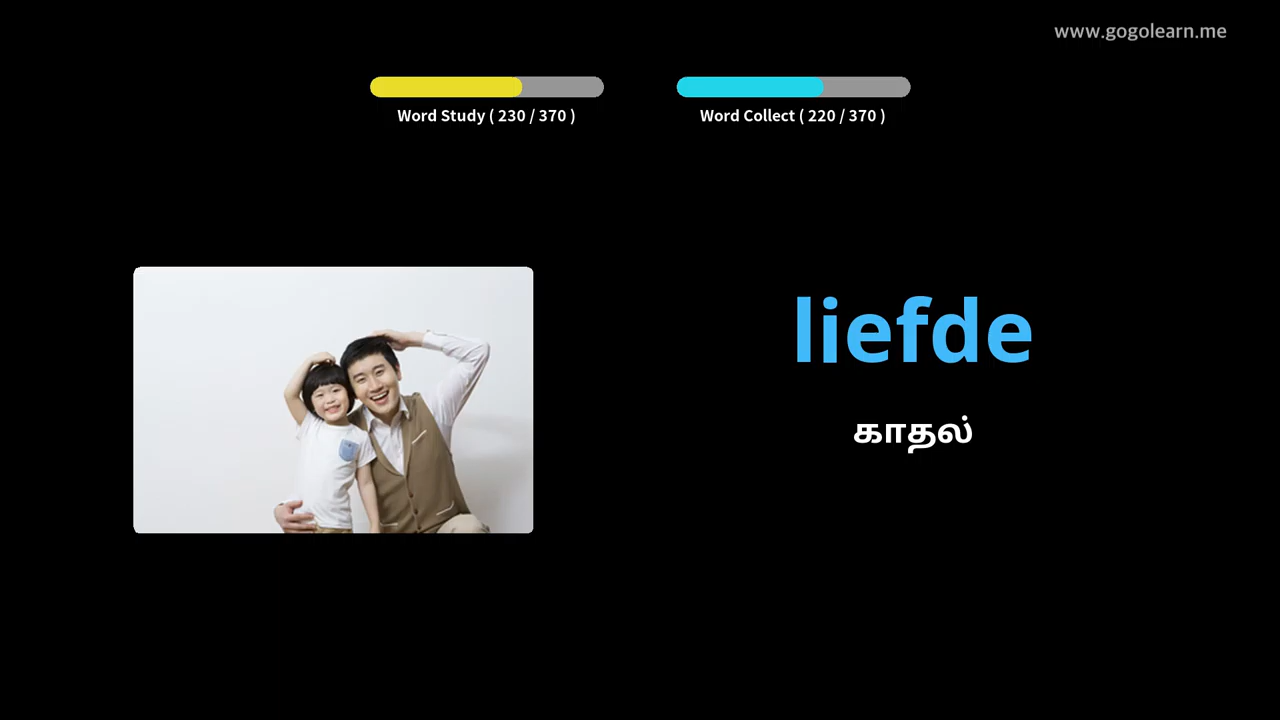 www.gogolearn.me
Word Study ( 230 / 370 )
Word Collect ( 220 / 370 )
liefde
காதல்